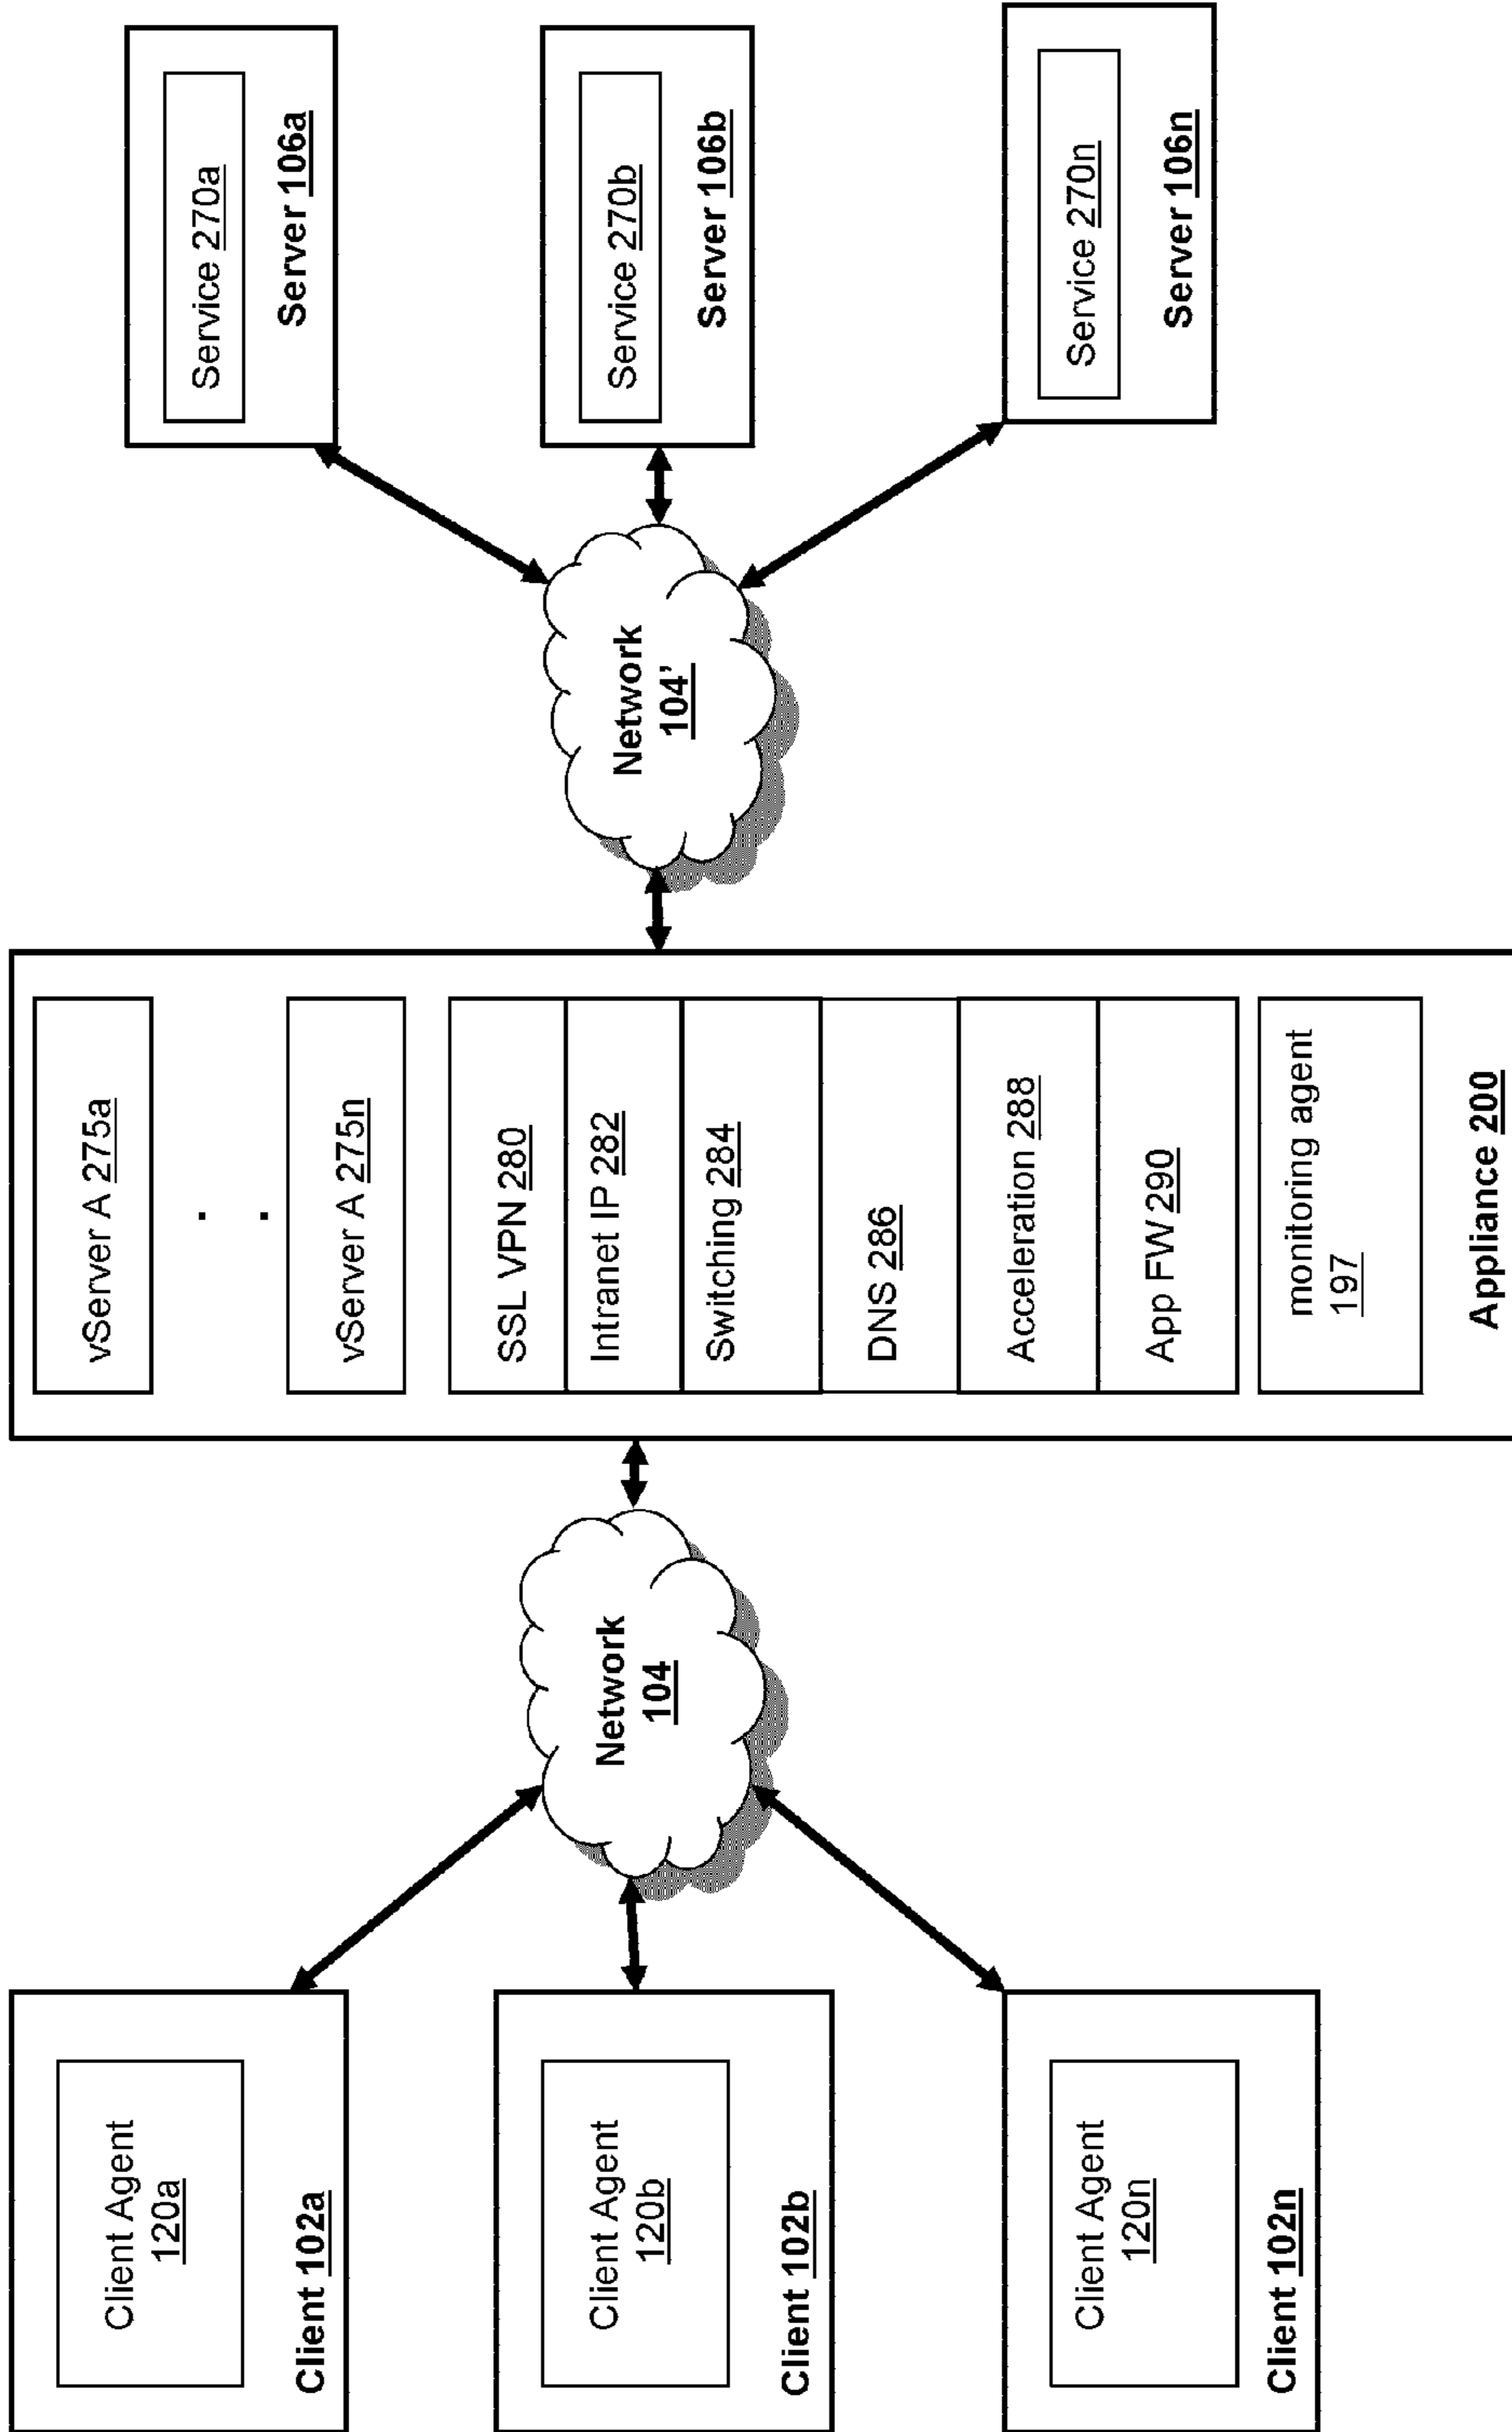 Client Agent
120a
Client 102a
Client Agent
120b
Client 102b
Client Agent
120n
Client 102n
Network
104
vServer A 275a
.
.
vServer A 275n
SSL VPN 280
Intranet IP 282
Switching 284
DNS 286
Acceleration 288
App FW 290
monitoring agent
197
Appliance 200
Network
104’
Service 270a
Server 106a
Service 270b
Server 106b
Service 270n
Server 106n